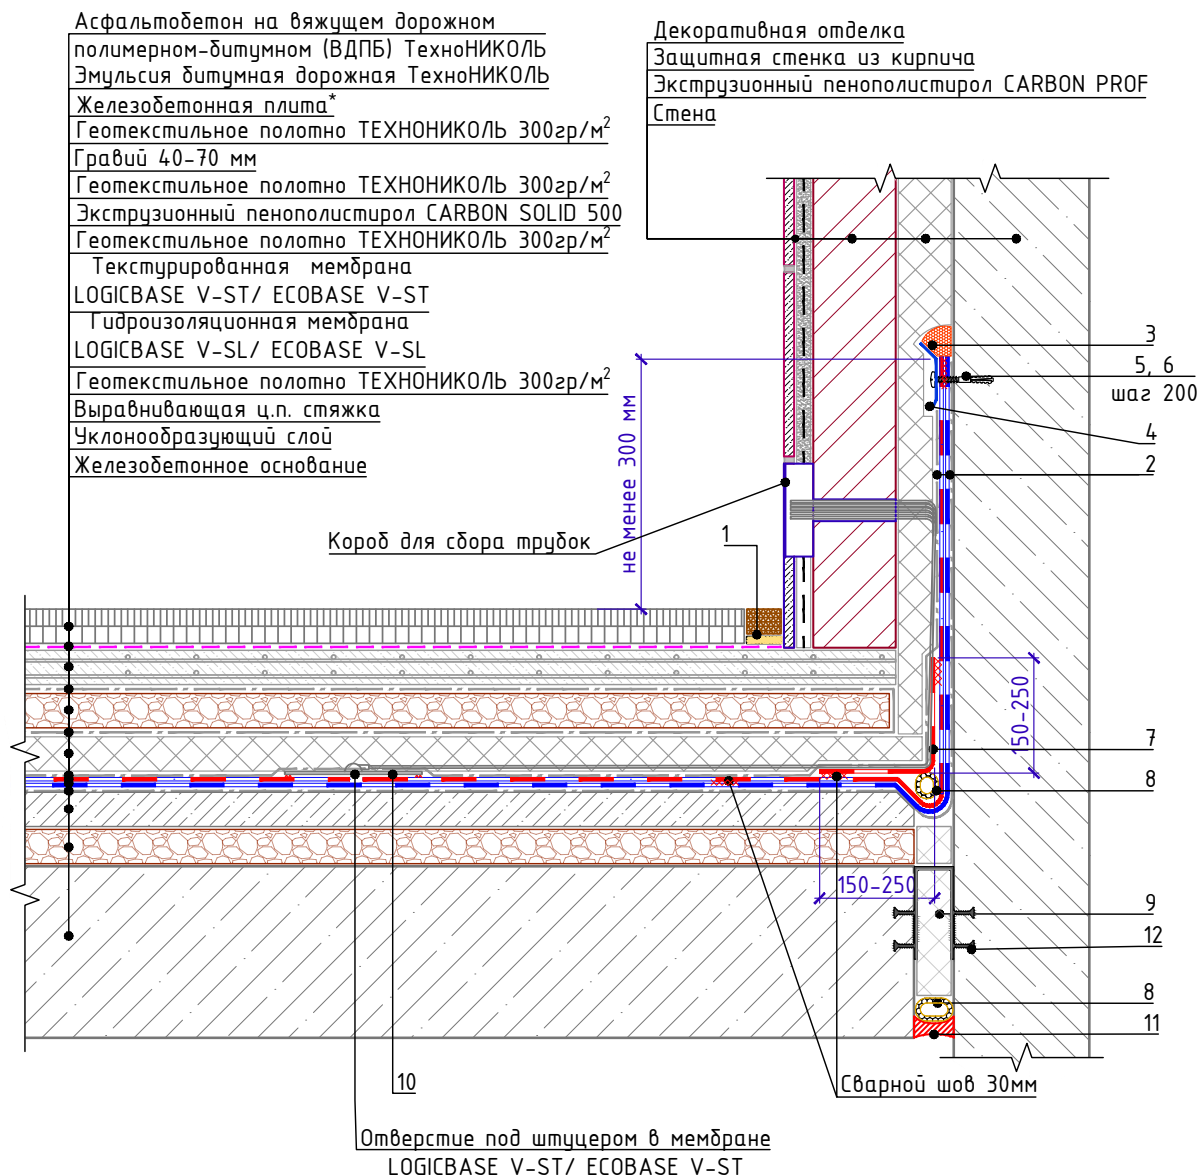 Асфальтобетон на вяжущем дорожном
полимерном-битумном (ВДПБ) ТехноНИКОЛЬ
Эмульсия битумная дорожная ТехноНИКОЛЬ
Железобетонная плита*
Геотекстильное полотно ТЕХНОНИКОЛЬ 300гр/м²
Гравий 40-70 мм
Геотекстильное полотно ТЕХНОНИКОЛЬ 300гр/м²
Экструзионный пенополистирол CARBON SOLID 500
Геотекстильное полотно ТЕХНОНИКОЛЬ 300гр/м²
Текстурированная мембрана
LOGICBASE V-ST/ ECOBASE V-ST
Гидроизоляционная мембрана
LOGICBASE V-SL/ ECOBASE V-SL
Геотекстильное полотно ТЕХНОНИКОЛЬ 300гр/м²
Выравнивающая ц.п. стяжка
Уклонообразующий слой
Железобетонное основание
Декоративная отделка
Защитная стенка из кирпича
Экструзионный пенополистирол CARBON PROF
Стена
3
5, 6
шаг 200
4
2
не менее 300 мм
Короб для сбора трубок
1
150-250
7
8
150-250
9
12
8
11
10
Сварной шов 30мм
Отверстие под штуцером в мембране
LOGICBASE V-ST/ ECOBASE V-ST